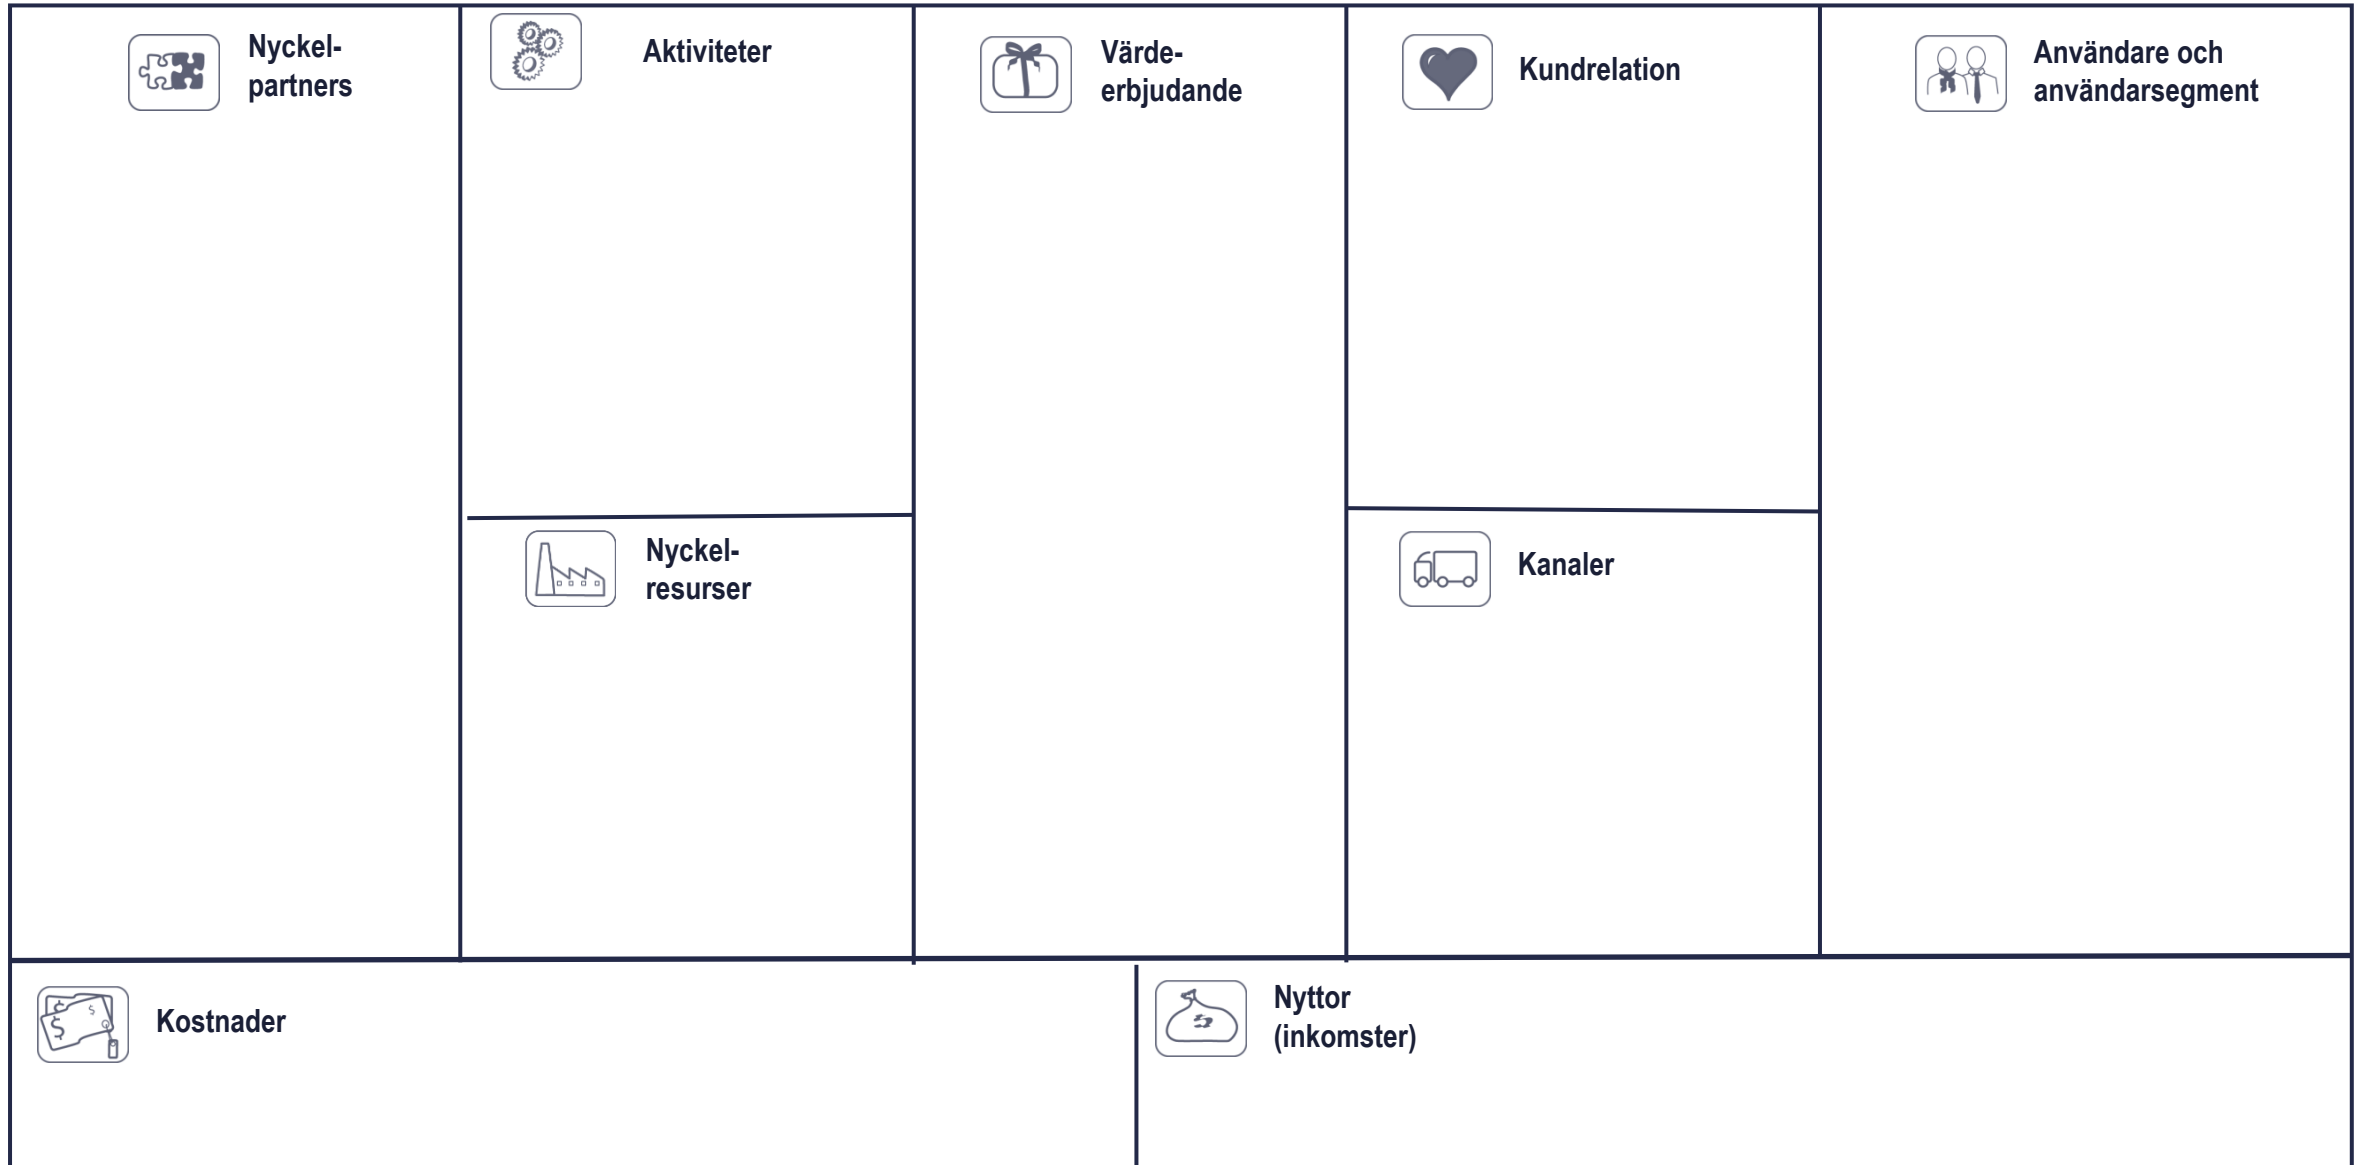 Nyckel-
partners
Aktiviteter
Värde-
erbjudande
Kundrelation
Användare och
användarsegment
Nyckel-
resurser
Kanaler
Kostnader
Nyttor
(inkomster)